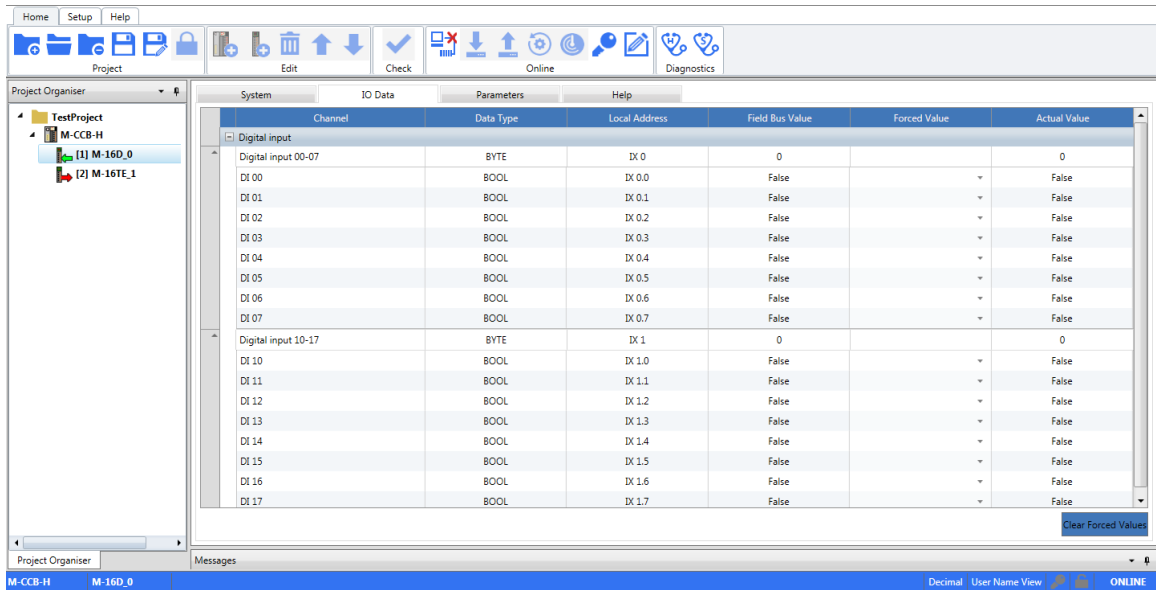 Home Setup Help
Project Edit Check Online Diagnostics
Project Organiser
TestProject
M-CCB-H
[1] M-16D_0
[2] M-16TE_1
System IO Data Parameters Help
Channel Data Type Local Address Field Bus Value Forced Value Actual Value
Digital input
Digital input 00-07 BYTE IX 0 0 0
DI 00 BOOL IX 0.0 False False
DI 01 BOOL IX 0.1 False False
DI 02 BOOL IX 0.2 False False
DI 03 BOOL IX 0.3 False False
DI 04 BOOL IX 0.4 False False
DI 05 BOOL IX 0.5 False False
DI 06 BOOL IX 0.6 False False
DI 07 BOOL IX 0.7 False False
Digital input 10-17 BYTE IX 1 0 0
DI 10 BOOL IX 1.0 False False
DI 11 BOOL IX 1.1 False False
DI 12 BOOL IX 1.2 False False
DI 13 BOOL IX 1.3 False False
DI 14 BOOL IX 1.4 False False
DI 15 BOOL IX 1.5 False False
DI 16 BOOL IX 1.6 False False
DI 17 BOOL IX 1.7 False False
Clear Forced Values
Project Organiser Messages
M-CCB-H M-16D_0 Decimal User Name View ONLINE